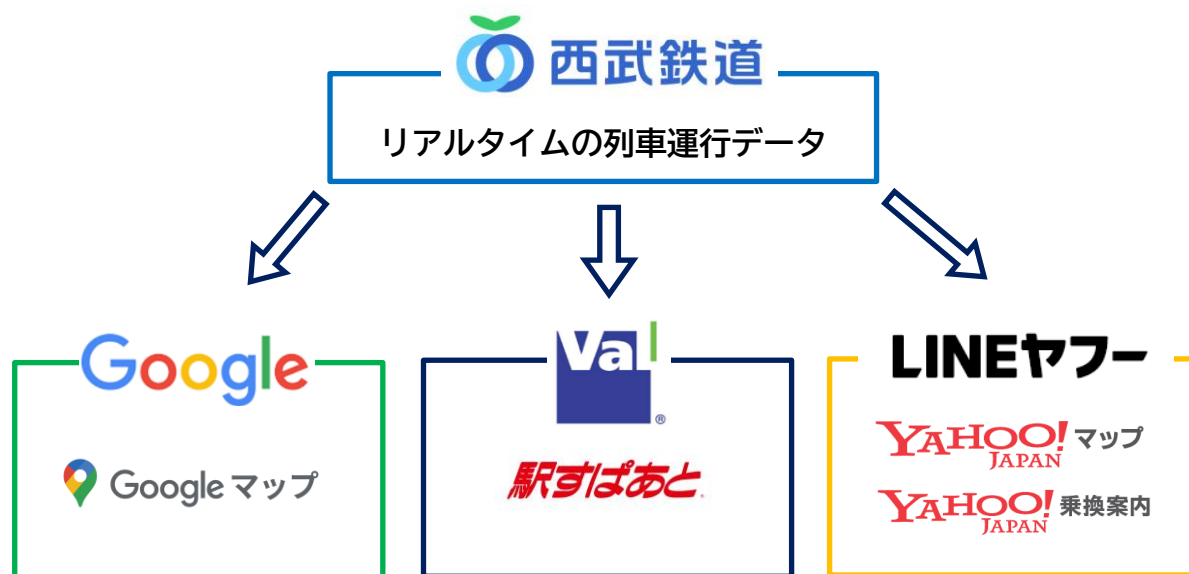 西武鉄道
リアルタイムの列車運行データ
Google
Google マップ
Val
®
駅すぱあと
LINEヤフー
YAHOO! マップ
JAPAN
YAHOO! 乗換案内
JAPAN